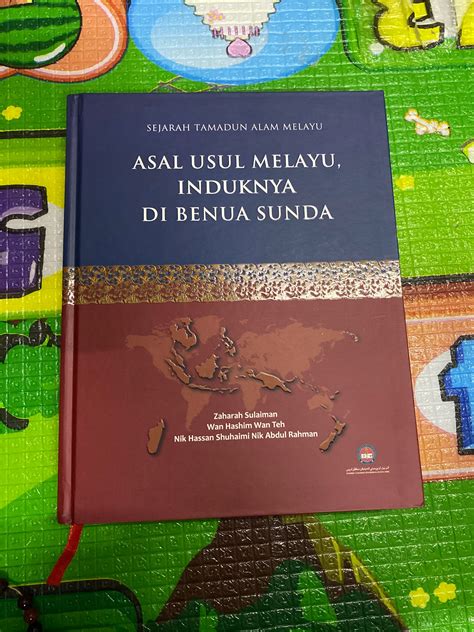 SEJARAH TAMADUN ALAM MELAYU
ASAL USUL MELAYU,
INDUKNYA
DI BENUA SUNDA
Zaharah Sulaiman
Wan Hashim Wan Teh
Nik Hassan Shuhaimi Nik Abdul Rahman